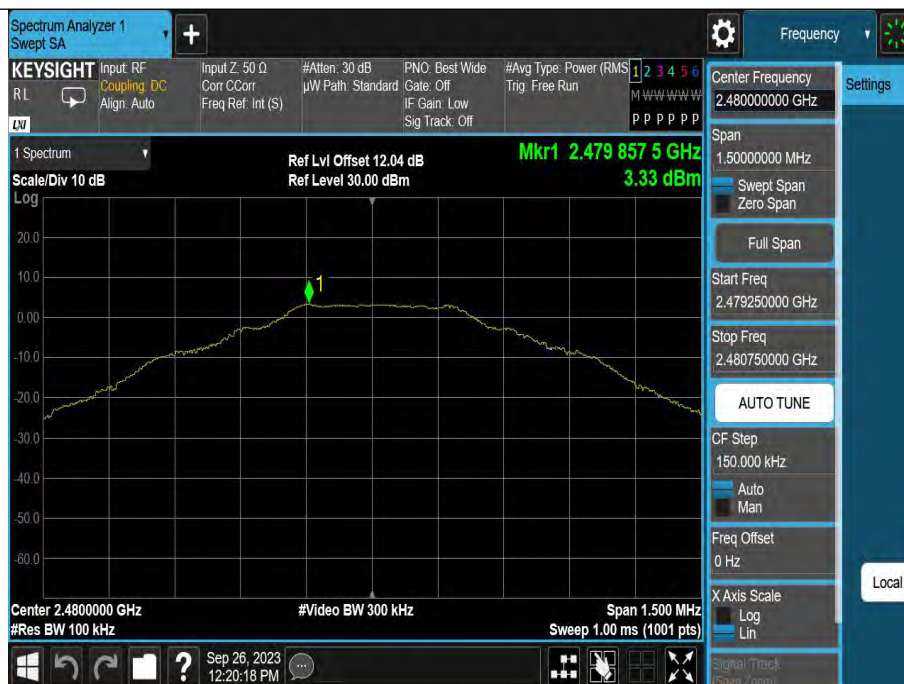 Spectrum Analyzer 1
Swept SA
+
Frequency
KEYSIGHT
RL
LXI
Input: RF
Coupling: DC
Align: Auto
Input Z: 50 Ω
Corr CCorr
Freq Ref: Int (S)
#Atten: 30 dB
µW Path: Standard
PNO: Best Wide
Gate: Off
IF Gain: Low
Sig Track: Off
#Avg Type: Power (RMS
Trig: Free Run
1 2 3 4 5 6
M W W W W W
P P P P P P
1 Spectrum
Scale/Div 10 dB
Log
Ref Lvl Offset 12.04 dB
Ref Level 30.00 dBm
Mkr1 2.479 857 5 GHz
3.33 dBm
20.0
10.0
0.00
-10.0
-20.0
-30.0
-40.0
-50.0
-60.0
1
Center 2.4800000 GHz
#Res BW 100 kHz
#Video BW 300 kHz
Span 1.500 MHz
Sweep 1.00 ms (1001 pts)
Center Frequency
2.480000000 GHz
Span
1.50000000 MHz
Swept Span
Zero Span
Full Span
Start Freq
2.479250000 GHz
Stop Freq
2.480750000 GHz
AUTO TUNE
CF Step
150.000 kHz
Auto
Man
Freq Offset
0 Hz
X Axis Scale
Log
Lin
Signal Track
(Span Zoom)
Settings
Local
?
Sep 26, 2023
12:20:18 PM